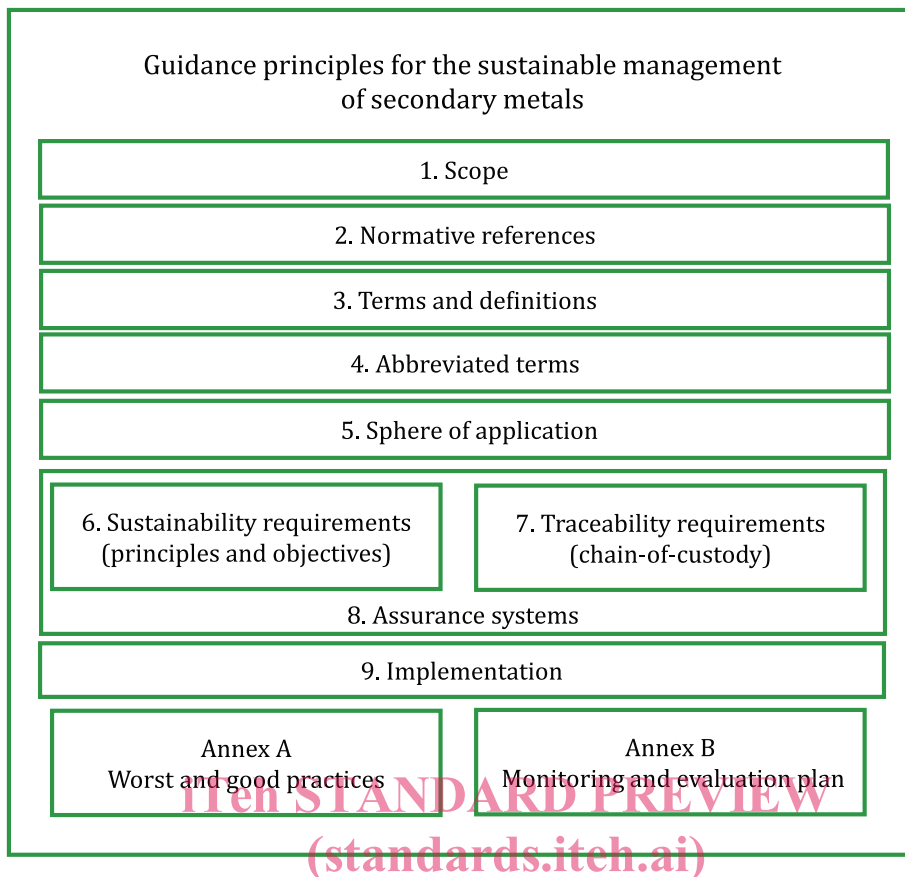 Guidance principles for the sustainable management
of secondary metals
1. Scope
2. Normative references
3. Terms and definitions
4. Abbreviated terms
5. Sphere of application
6. Sustainability requirements
(principles and objectives)
7. Traceability requirements
(chain-of-custody)
8. Assurance systems
9. Implementation
Annex A
Worst and good practices
Annex B
Monitoring and evaluation plan
iTeh STANDARD PREVIEW
(standards.iteh.ai)